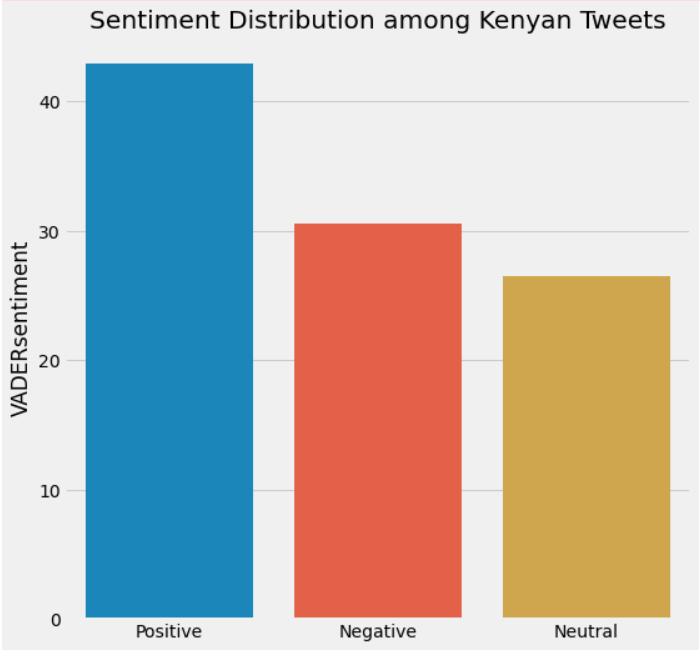 Sentiment Distribution among Kenyan Tweets
VADERsentiment
40
30
20
10
0
Positive
Negative
Neutral